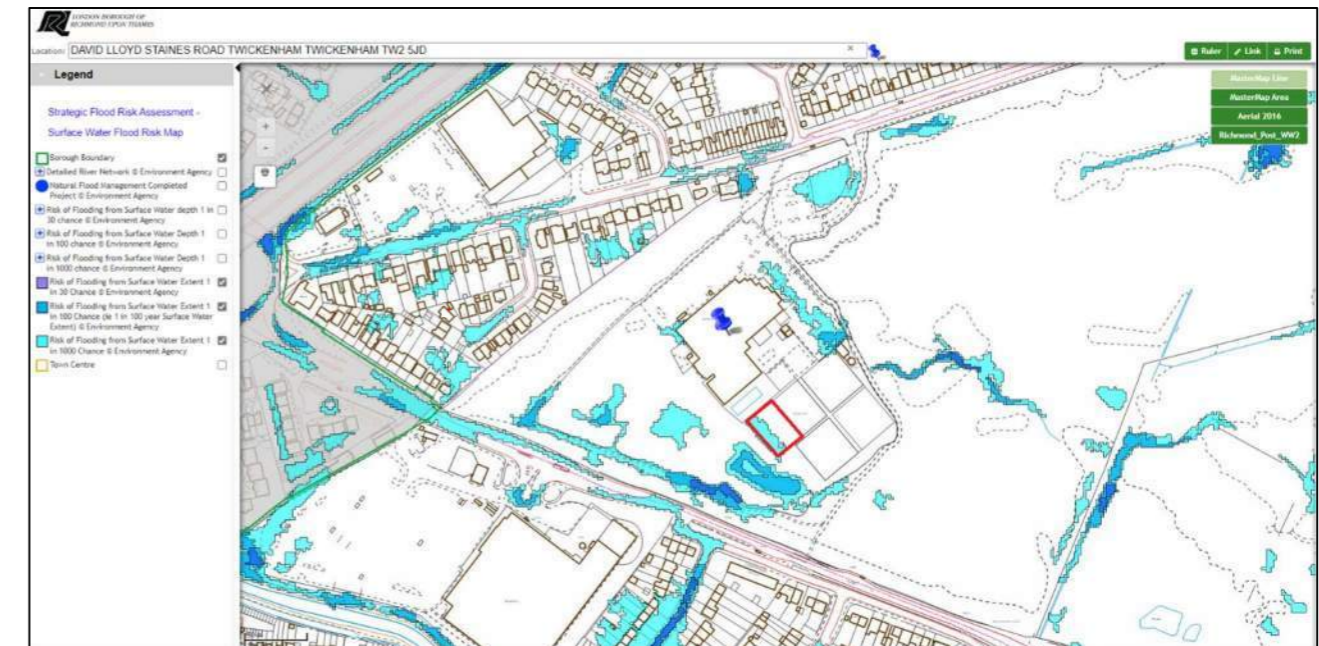 LONDON BOROUGH OF
RICHMOND UPON THAMES
Location: DAVID LLOYD STAINES ROAD TWICKENHAM TWICKENHAM TW2 5JD ×
Ruler Link Print
Legend
Strategic Flood Risk Assessment -
Surface Water Flood Risk Map
Borough Boundary
Detailed River Network © Environment Agency
Natural Flood Management Completed
Project © Environment Agency
Risk of Flooding from Surface Water depth 1 in
30 chance © Environment Agency
Risk of Flooding from Surface Water Depth 1
in 100 chance © Environment Agency
Risk of Flooding from Surface Water Depth 1
in 1000 chance © Environment Agency
Risk of Flooding from Surface Water Extent 1
in 30 Chance © Environment Agency
Risk of Flooding from Surface Water Extent 1
in 100 Chance (ie 1 in 100 year Surface Water
Extent) © Environment Agency
Risk of Flooding from Surface Water Extent 1
in 1000 Chance © Environment Agency
Town Centre
+
-
MasterMap Line
MasterMap Area
Aerial 2016
Richmond_Post_WW2